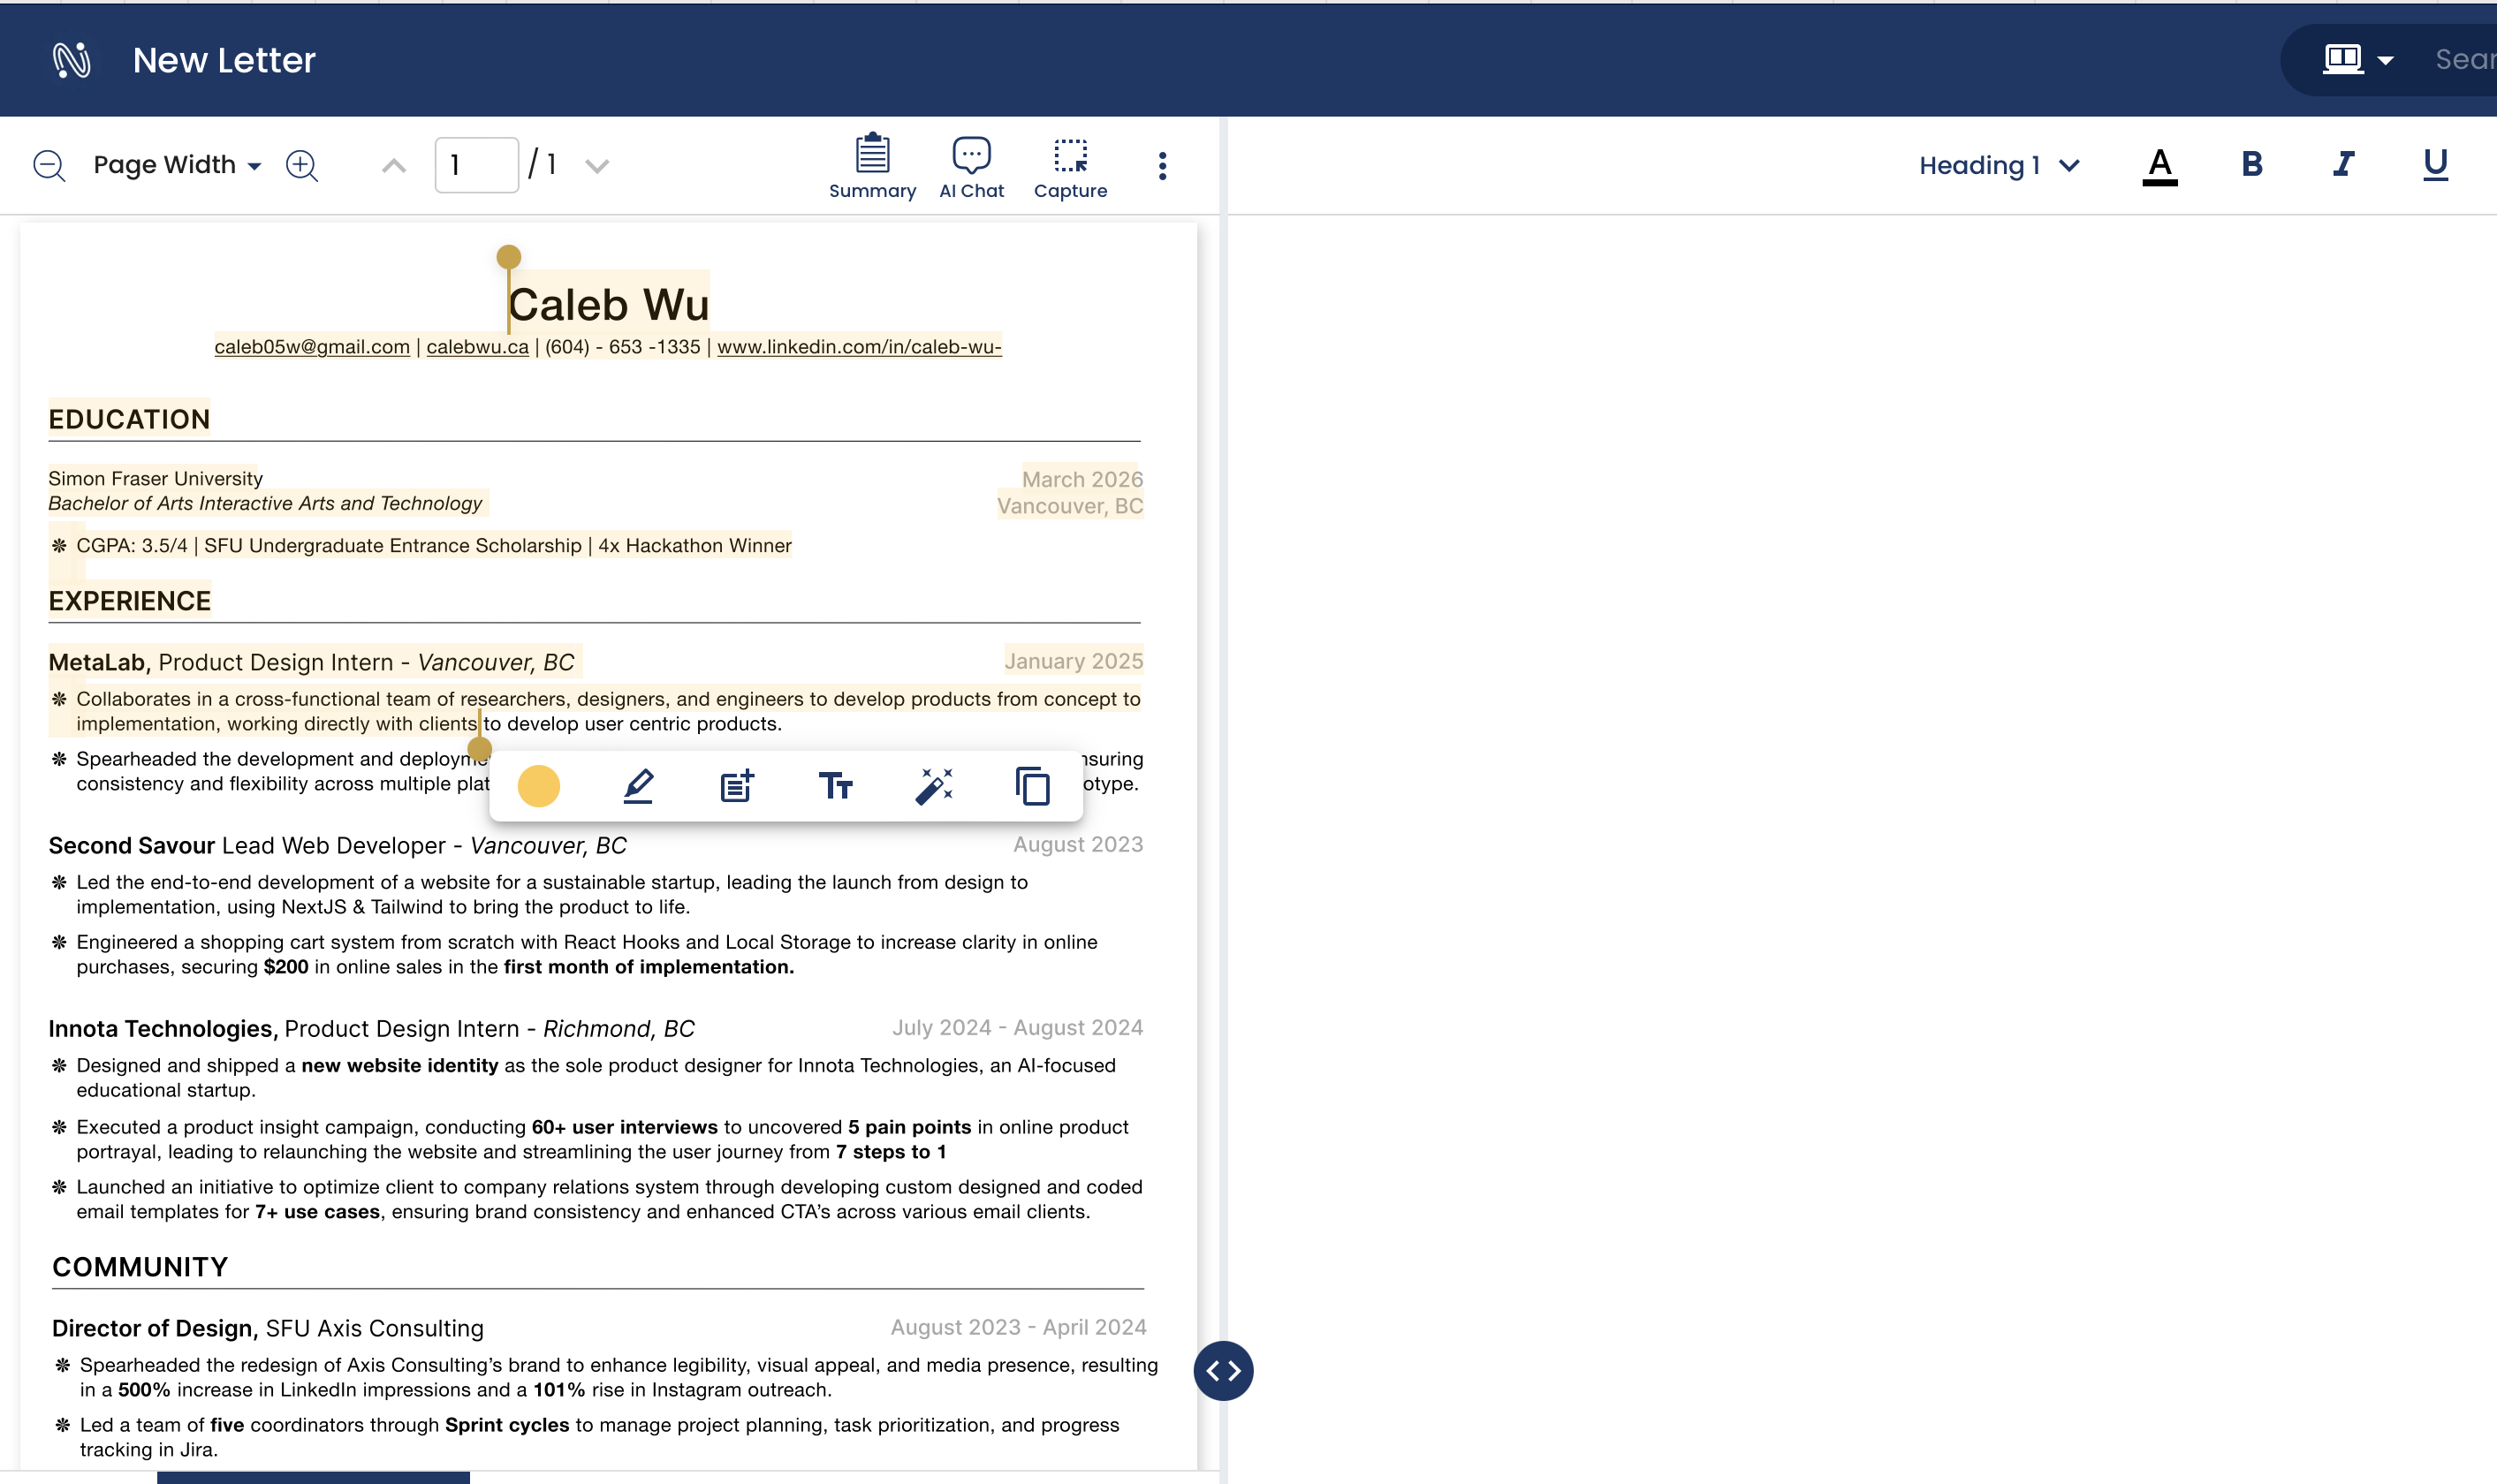 New Letter
Sear
Page Width
1 / 1
Summary
AI Chat
Capture
Heading 1
A
B
I
U
Caleb Wu
caleb05w@gmail.com | calebwu.ca | (604) - 653 -1335 | www.linkedin.com/in/caleb-wu-
EDUCATION
Simon Fraser University March 2026
Bachelor of Arts Interactive Arts and Technology Vancouver, BC
CGPA: 3.5/4 | SFU Undergraduate Entrance Scholarship | 4x Hackathon Winner
EXPERIENCE
MetaLab, Product Design Intern - Vancouver, BC January 2025
Collaborates in a cross-functional team of researchers, designers, and engineers to develop products from concept to
implementation, working directly with clients to develop user centric products.
Spearheaded the development and deployme nsuring
consistency and flexibility across multiple plat otype.
Tт
Second Savour Lead Web Developer - Vancouver, BC August 2023
Led the end-to-end development of a website for a sustainable startup, leading the launch from design to
implementation, using NextJS & Tailwind to bring the product to life.
Engineered a shopping cart system from scratch with React Hooks and Local Storage to increase clarity in online
purchases, securing $200 in online sales in the first month of implementation.
Innota Technologies, Product Design Intern - Richmond, BC July 2024 - August 2024
Designed and shipped a new website identity as the sole product designer for Innota Technologies, an AI-focused
educational startup.
Executed a product insight campaign, conducting 60+ user interviews to uncovered 5 pain points in online product
portrayal, leading to relaunching the website and streamlining the user journey from 7 steps to 1
Launched an initiative to optimize client to company relations system through developing custom designed and coded
email templates for 7+ use cases, ensuring brand consistency and enhanced CTA's across various email clients.
COMMUNITY
Director of Design, SFU Axis Consulting August 2023 - April 2024
Spearheaded the redesign of Axis Consulting's brand to enhance legibility, visual appeal, and media presence, resulting
in a 500% increase in LinkedIn impressions and a 101% rise in Instagram outreach.
Led a team of five coordinators through Sprint cycles to manage project planning, task prioritization, and progress
tracking in Jira.